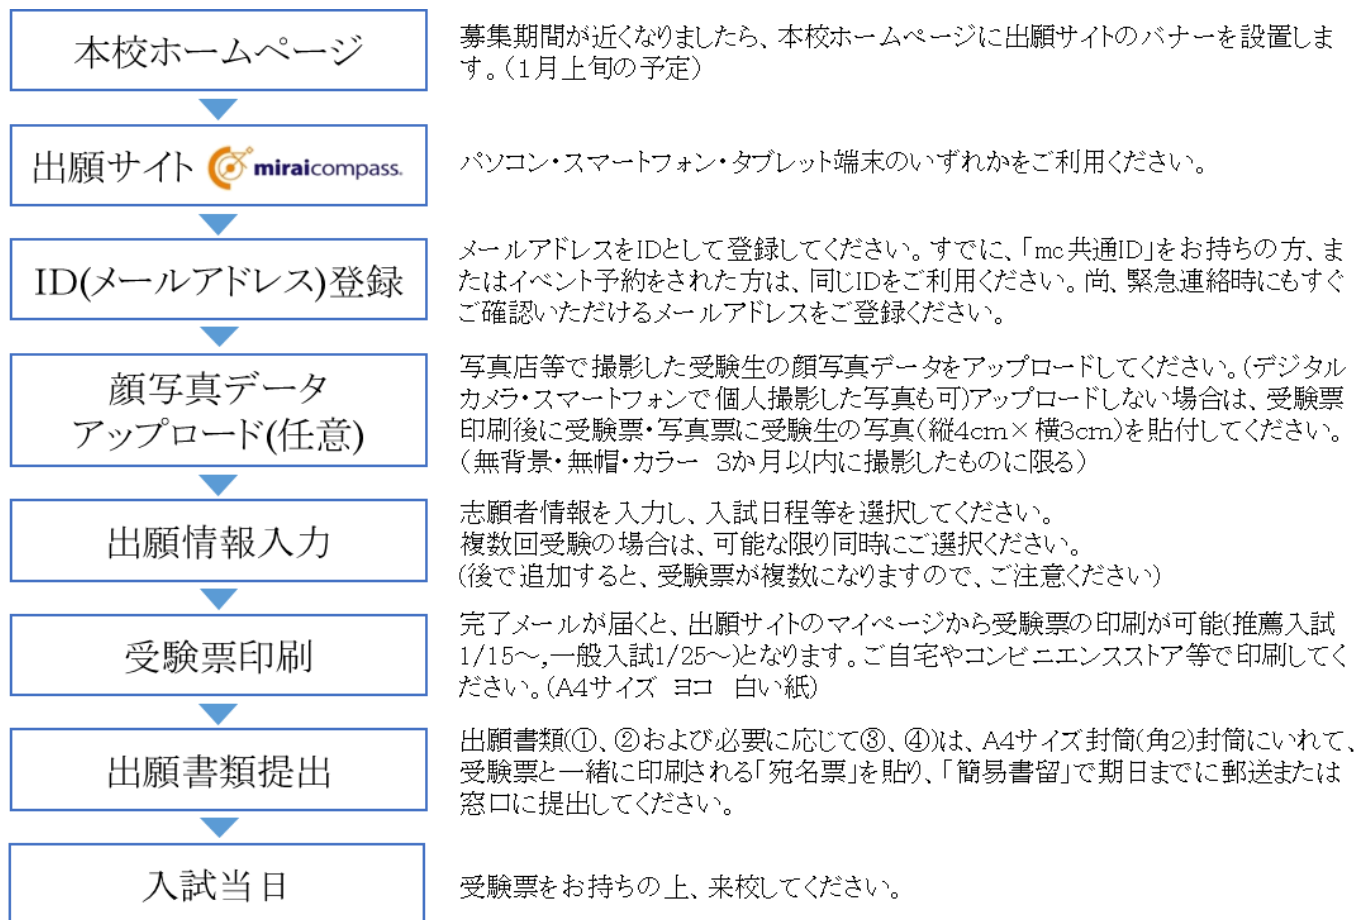 本校ホームページ
募集期間が近くなりましたら、本校ホームページに出願サイトのバナーを設置しま
す。(1月上旬の予定)
出願サイト miraicompass.
パソコン・スマートフォン・タブレット端末のいずれかをご利用ください。
ID(メールアドレス)登録
メールアドレスをIDとして登録してください。すでに、「mc共通ID」をお持ちの方、ま
たはイベント予約をされた方は、同じIDをご利用ください。尚、緊急連絡時にもすぐ
ご確認いただけるメールアドレスをご登録ください。
顔写真データ
アップロード(任意)
写真店等で撮影した受験生の顔写真データをアップロードしてください。(デジタル
カメラ・スマートフォンで個人撮影した写真も可)アップロードしない場合は、受験票
印刷後に受験票・写真票に受験生の写真(縦4cm×横3cm)を貼付してください。
(無背景・無帽・カラー 3か月以内に撮影したものに限る)
出願情報入力
志願者情報を入力し、入試日程等を選択してください。
複数回受験の場合は、可能な限り同時にご選択ください。
(後で追加すると、受験票が複数になりますので、ご注意ください)
受験票印刷
完了メールが届くと、出願サイトのマイページから受験票の印刷が可能(推薦入試
1/15~,一般入試1/25~)となります。ご自宅やコンビニエンスストア等で印刷してく
ださい。(A4サイズ ヨコ 白い紙)
出願書類提出
出願書類(①、②および必要に応じて③、④)は、A4サイズ封筒(角2)封筒にいれて、
受験票と一緒に印刷される「宛名票」を貼り、「簡易書留」で期日までに郵送または
窓口に提出してください。
入試当日
受験票をお持ちの上、来校してください。